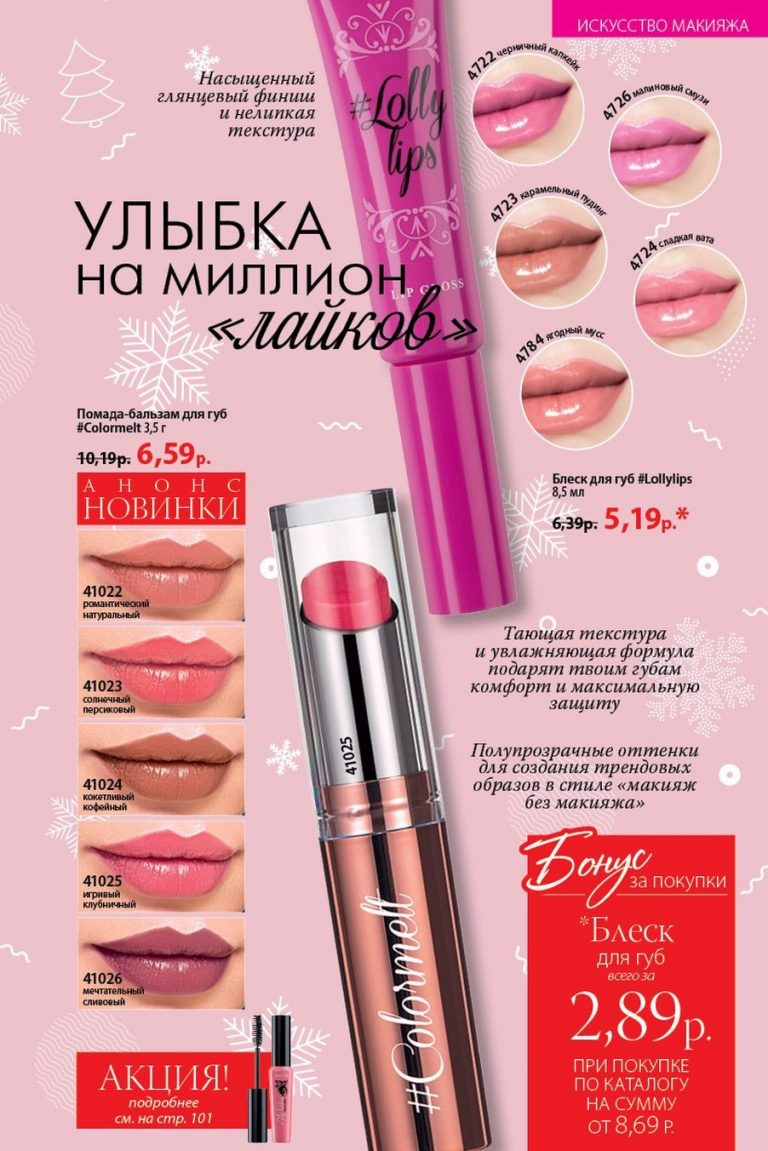 ИСКУССТВО МАКИЯЖА
Насыщенный
глянцевый финиш
и нелипкая
текстура
#Lolly
lips
LIP GLOSS
УЛЫБКА
на миллион
«лайков»
4722 черничный капкейк
4726 малиновый смузи
4723 карамельный пудинг
4724 сладкая вата
4784 ягодный мусс
Помада-бальзам для губ
#Colormelt 3,5 г
10,19р. 6,59р.
АНОНС
НОВИНКИ
41022
романтический
натуральный
41023
солнечный
персиковый
41024
кокетливый
кофейный
41025
игривый
клубничный
41026
мечтательный
сливовый
Блеск для губ #Lollylips
8,5 мл
6,39р. 5,19р.*
41025
#Colormelt
Тающая текстура
и увлажняющая формула
подарят твоим губам
комфорт и максимальную
защиту
Полупрозрачные оттенки
для создания трендовых
образов в стиле «макияж
без макияжа»
АКЦИЯ!
подробнее
см. на стр. 101
Бонус
за покупки
*Блеск
для губ
всего за
2,89р.
ПРИ ПОКУПКЕ
ПО КАТАЛОГУ
НА СУММУ
ОТ 8,69 Р.